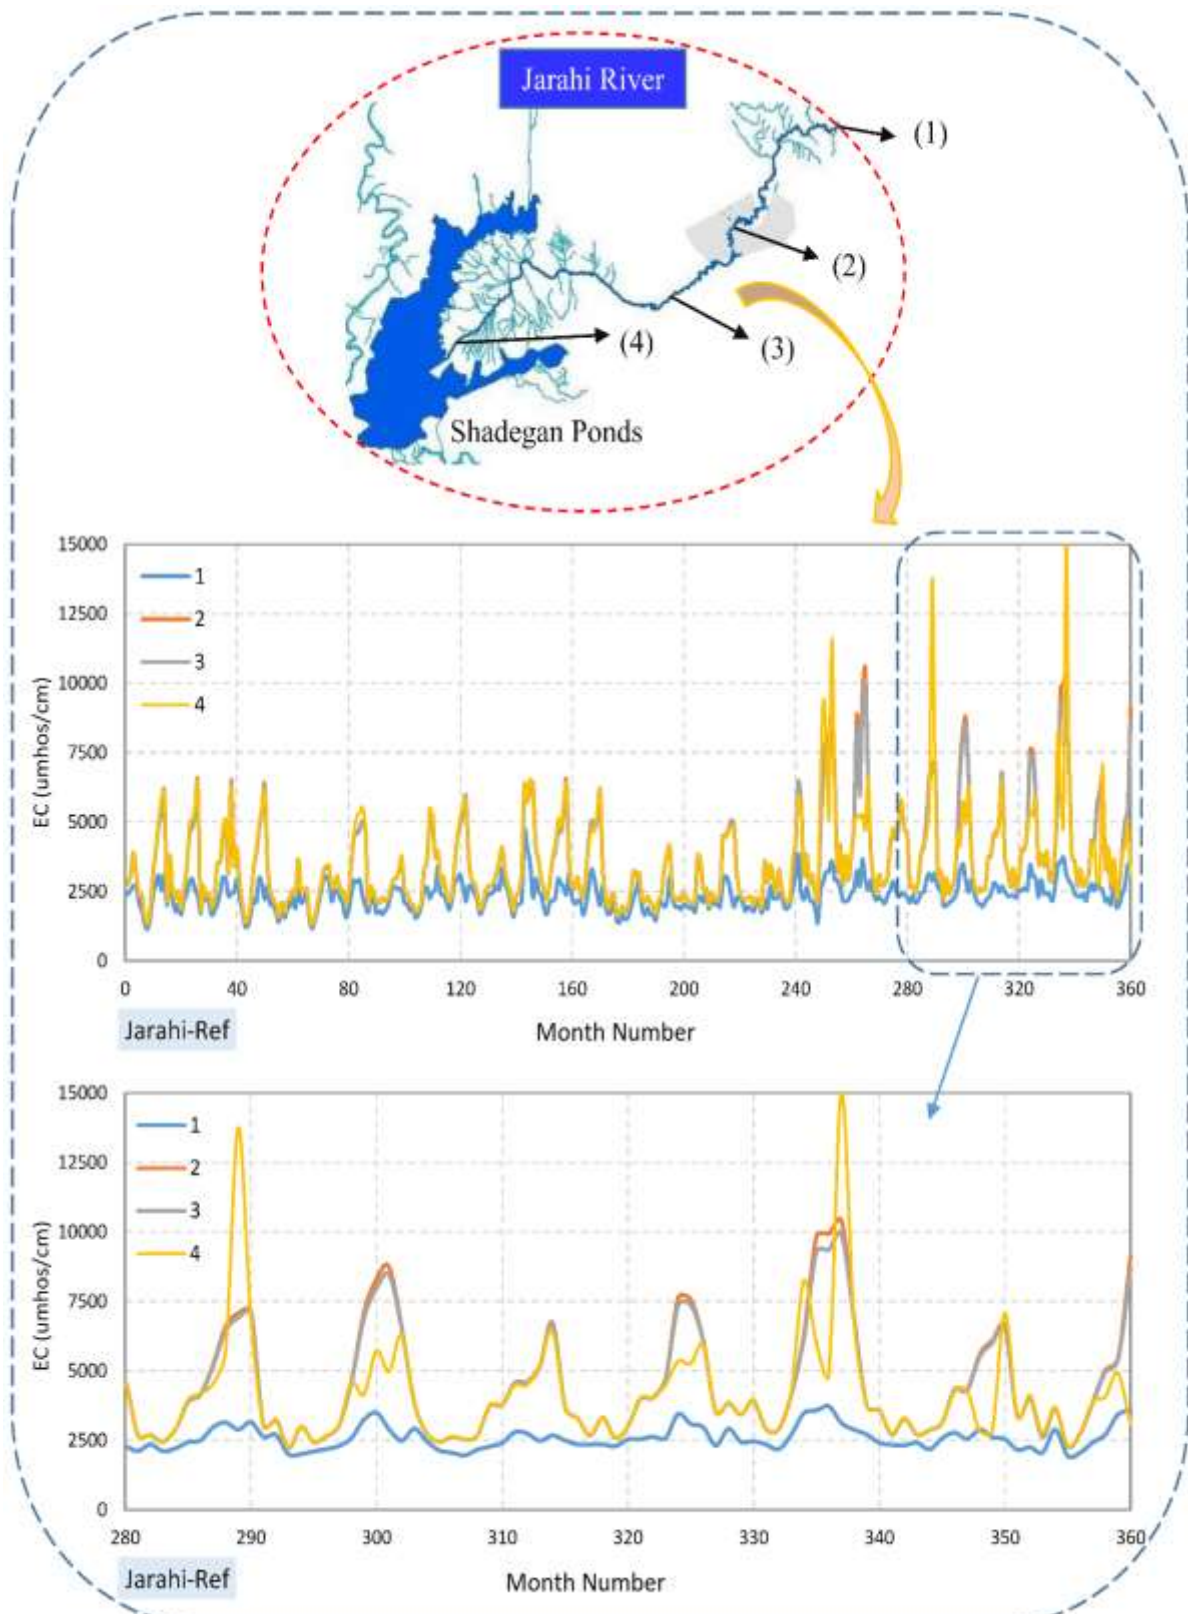 Jarahi River
(1)
(2)
(3)
(4)
Shadegan Ponds
15000
12500
10000
7500
5000
2500
0
EC (umhos/cm)
1
2
3
4
0 40 80 120 160 200 240 280 320 360
Jarahi-Ref
Month Number
15000
12500
10000
7500
5000
2500
0
EC (umhos/cm)
1
2
3
4
280 290 300 310 320 330 340 350 360
Jarahi-Ref
Month Number